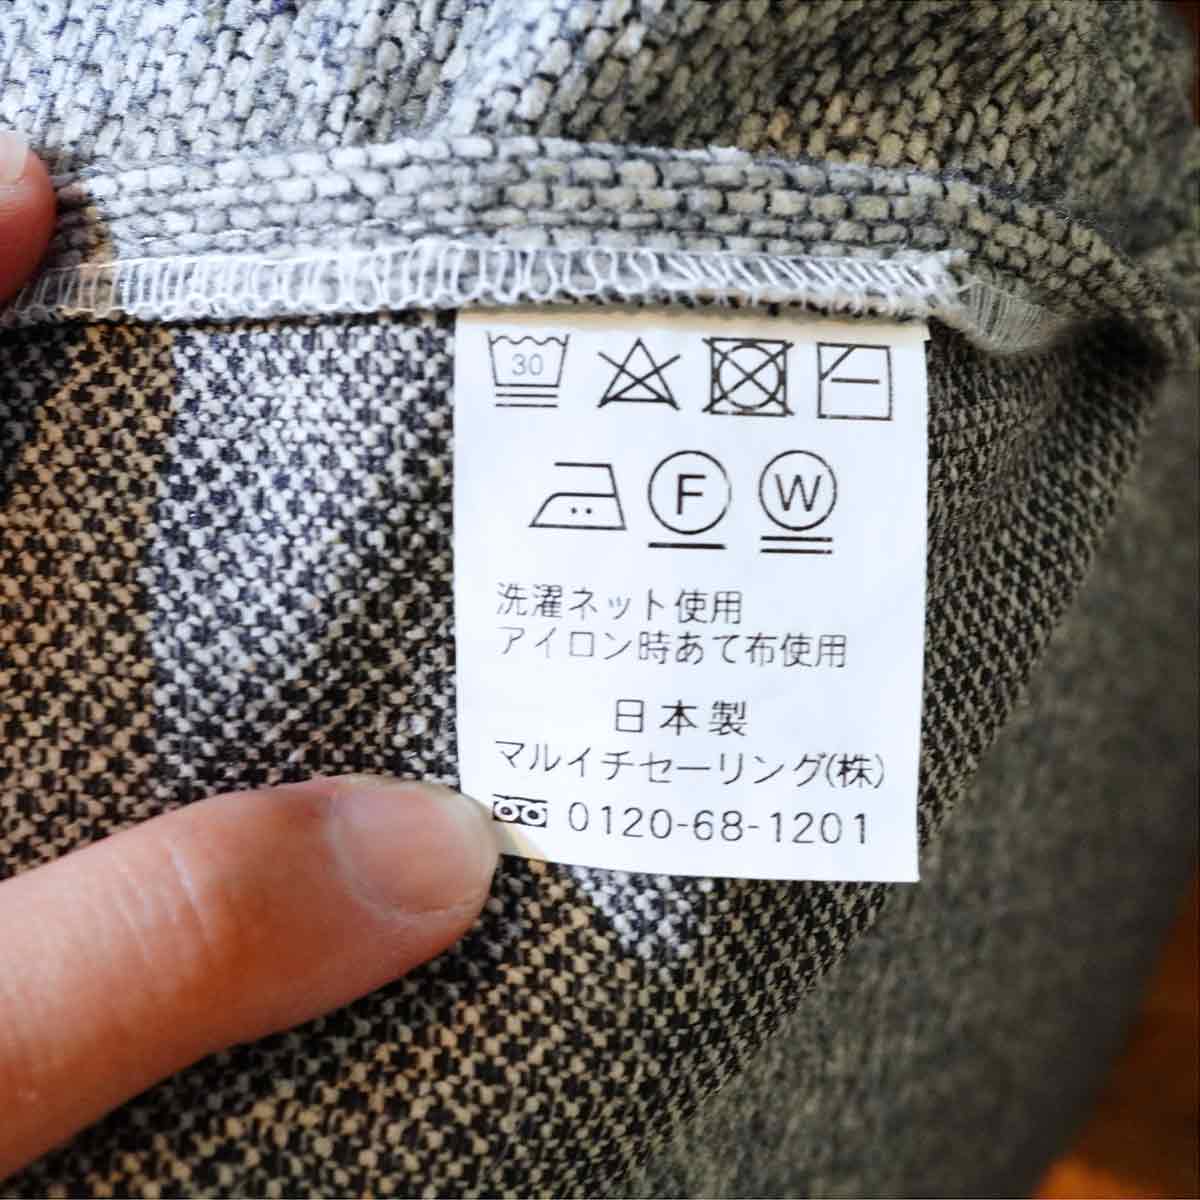 30
F W
洗濯ネット使用
アイロン時あて布使用
日本製
マルイチセーリング(株)
0120-68-1201